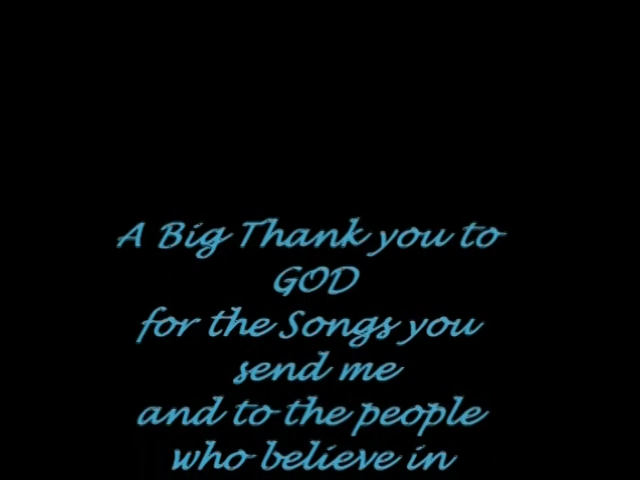 A Big Thank you to
GOD
for the Songs you
send me
and to the people
who believe in